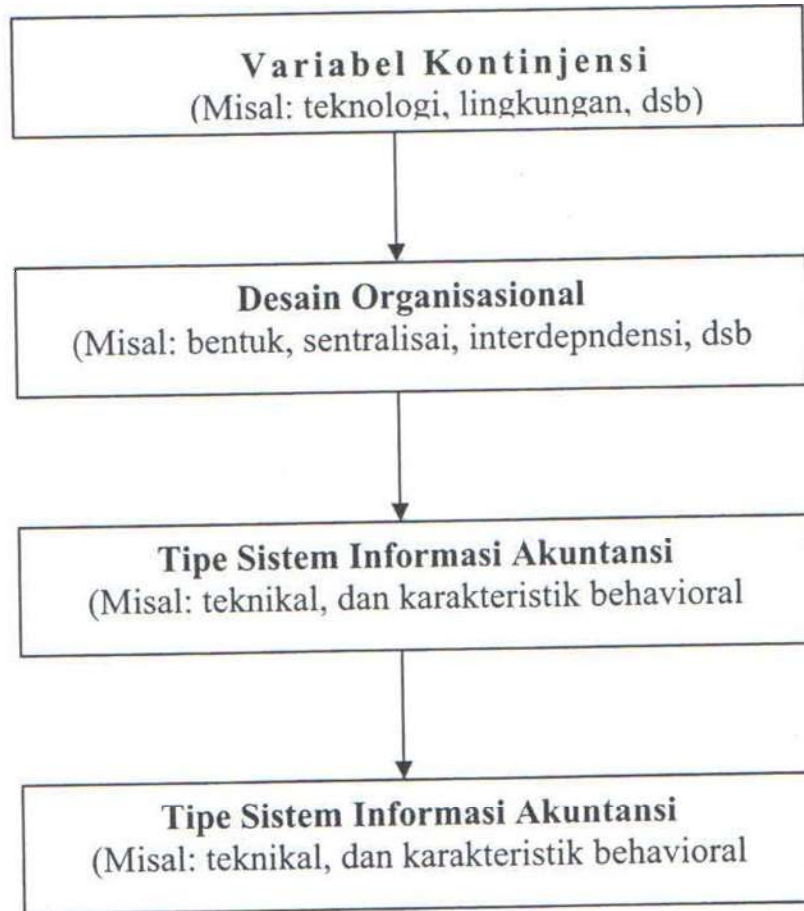 Variabel Kontinjensi
(Misal: teknologi, lingkungan, dsb)
Desain Organisasional
(Misal: bentuk, sentralisai, interdepndensi, dsb
Tipe Sistem Informasi Akuntansi
(Misal: teknikal, dan karakteristik behavioral
Tipe Sistem Informasi Akuntansi
(Misal: teknikal, dan karakteristik behavioral